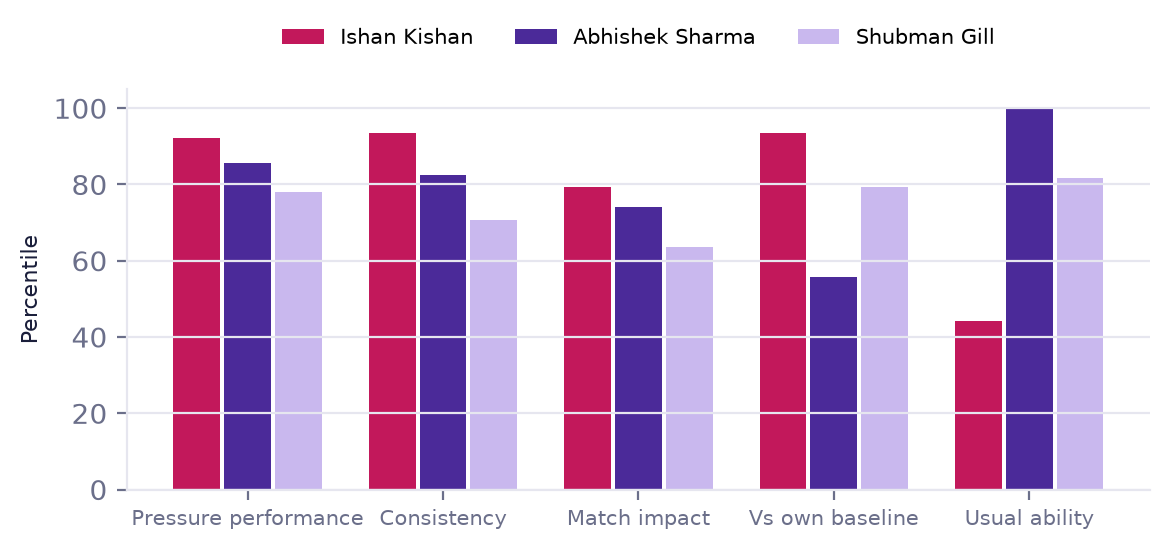 Ishan Kishan Abhishek Sharma Shubman Gill
Percentile
100
80
60
40
20
0
Pressure performance Consistency Match impact Vs own baseline Usual ability